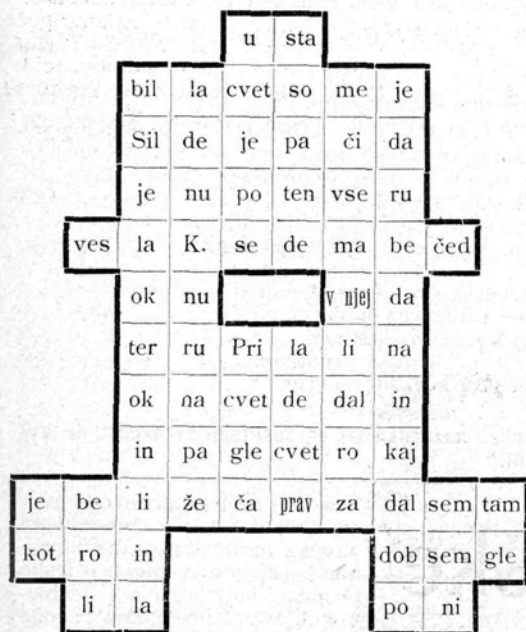 u sta
bil la cvet so me je
Sil de je pa či da
je nu po ten vse ru
ves la K. se de ma be čed
ok nu v njej da
ter ru Pri la li na
ok na cvet de dal in
in pa gle cvet ro kaj
je be li že ča prav za dal sem tam
kot ro in dob sem gle
li la po ni